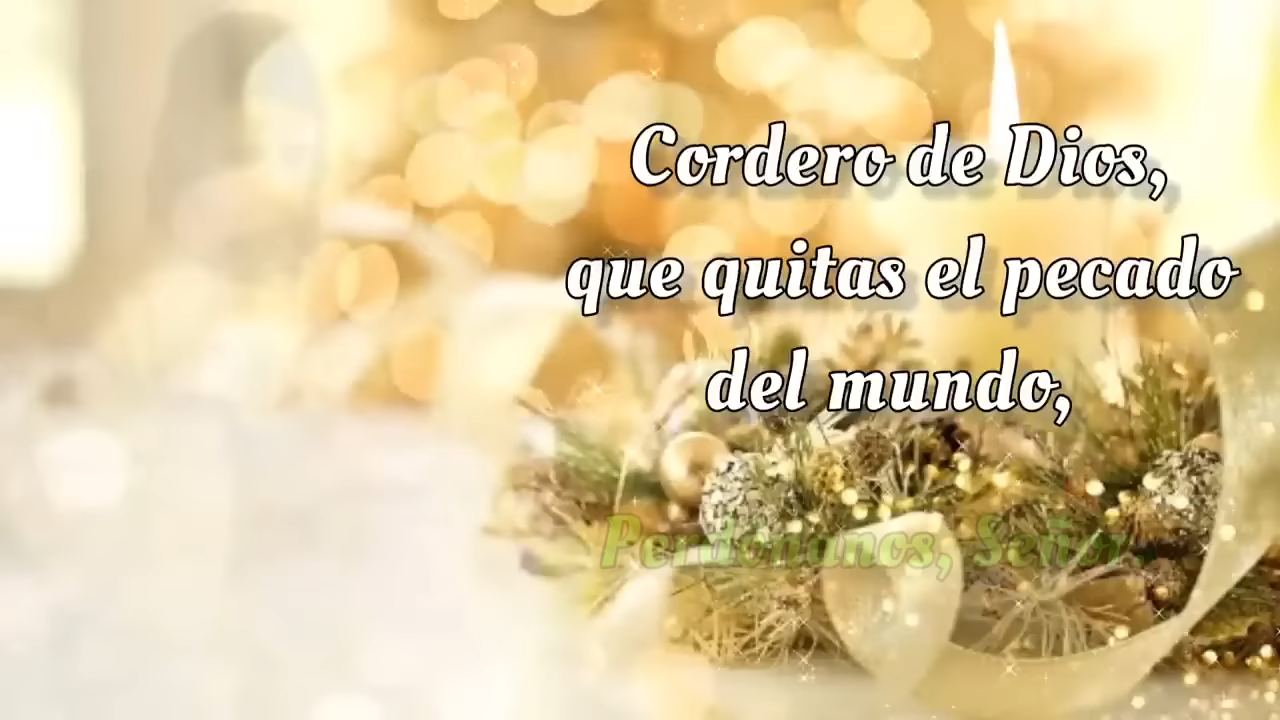 Cordero de Dios,
que quitas el pecado
del mundo,
Perdónanos, Señor.